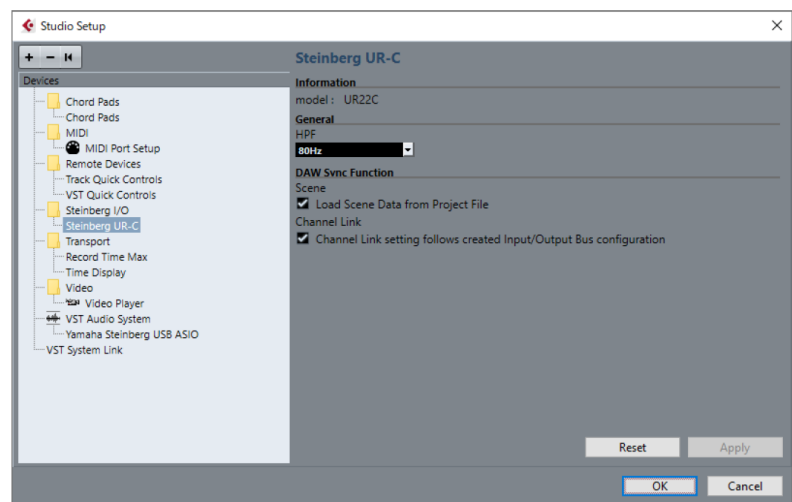 Studio Setup
Devices
Chord Pads
Chord Pads
MIDI
MIDI Port Setup
Remote Devices
Track Quick Controls
VST Quick Controls
Steinberg I/O
Steinberg UR-C
Transport
Record Time Max
Time Display
Video
Video Player
VST Audio System
Yamaha Steinberg USB ASIO
VST System Link
Steinberg UR-C
Information
model : UR22C
General
HPF
80Hz
DAW Sync Function
Scene
Load Scene Data from Project File
Channel Link
Channel Link setting follows created Input/Output Bus configuration
Reset Apply
OK Cancel